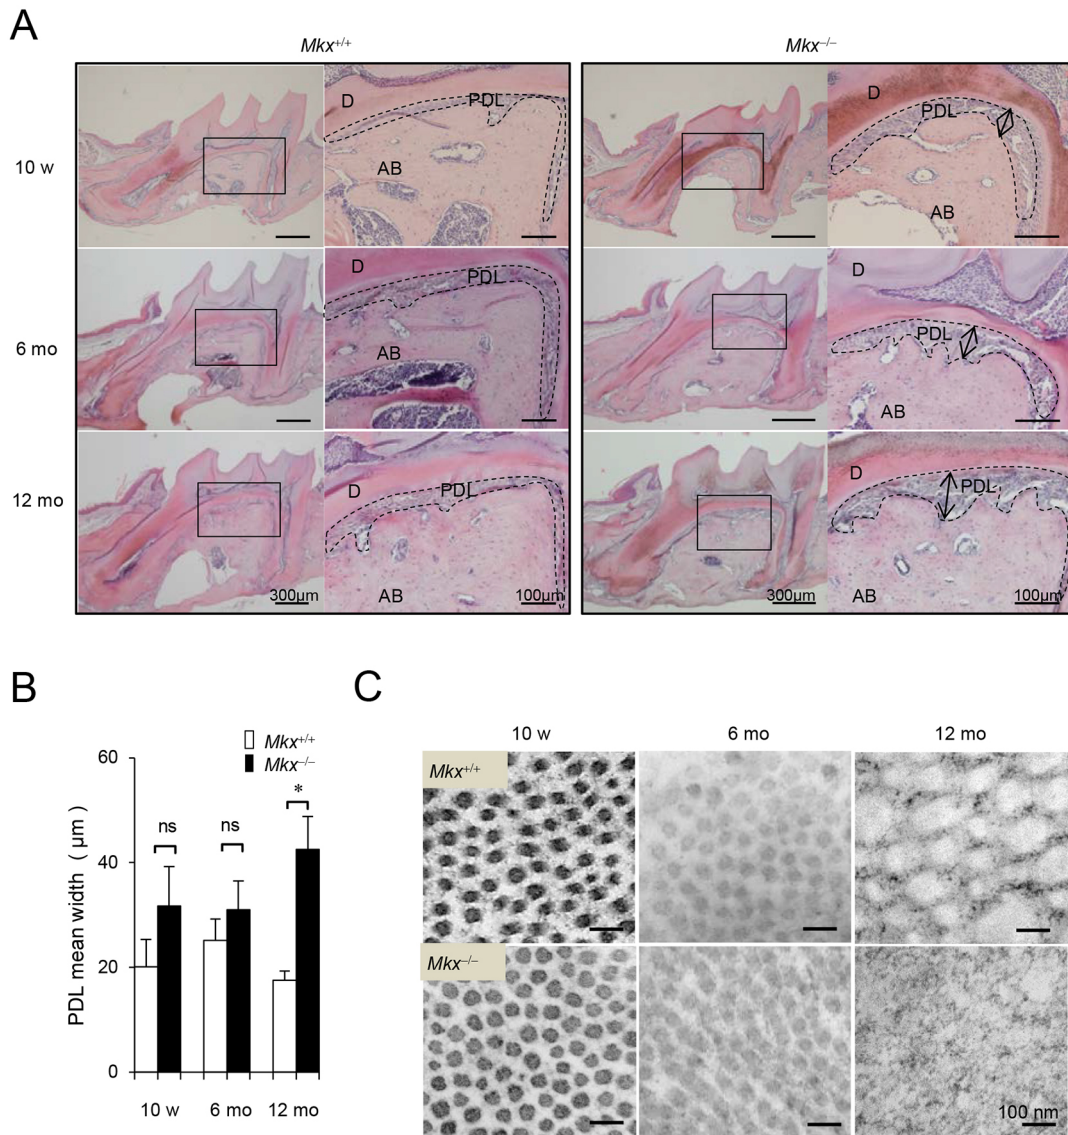 A
Mkx+/+
Mkx−/−
10 w
D
PDL
AB
D
PDL
AB
6 mo
D
PDL
AB
D
PDL
AB
12 mo
D
PDL
AB
300μm
100μm
D
PDL
AB
300μm
100μm
B
Mkx+/+
Mkx−/−
PDL mean width ( μm )
60
40
20
0
ns
ns
*
10 w
6 mo
12 mo
C
10 w
6 mo
12 mo
Mkx+/+
Mkx−/−
100 nm